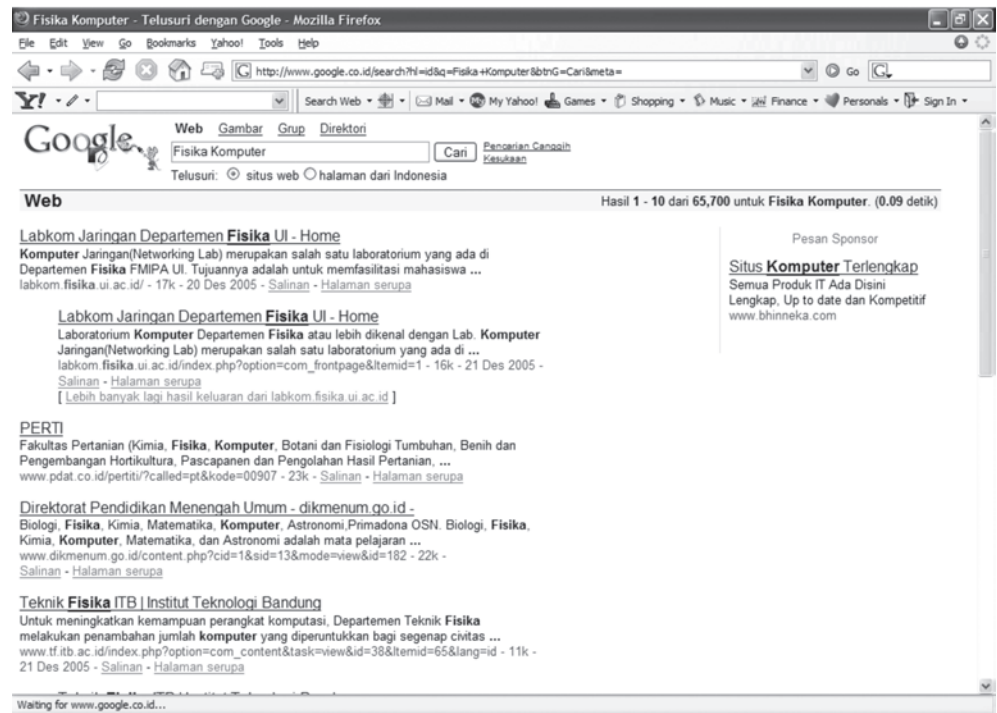 Fisika Komputer - Telusuri dengan Google - Mozilla Firefox
File Edit View Go Bookmarks Yahoo! Tools Help
G http://www.google.co.id/search?hl=id&q=Fisika+Komputer&btnG=Cari&meta= Go G
Y! Search Web Mail My Yahoo! Games Shopping Music Finance Personals Sign In
Google
Web Gambar Grup Direktori
Fisika Komputer Cari Pencarian Canggih
Kesukaan
Telusuri: situs web halaman dari Indonesia
Web Hasil 1 - 10 dari 65,700 untuk Fisika Komputer. (0.09 detik)
Labkom Jaringan Departemen Fisika UI - Home
Komputer Jaringan(Networking Lab) merupakan salah satu laboratorium yang ada di
Departemen Fisika FMIPA UI. Tujuannya adalah untuk memfasilitasi mahasiswa ...
labkom.fisika.ui.ac.id/ - 17k - 20 Des 2005 - Salinan - Halaman serupa
Labkom Jaringan Departemen Fisika UI - Home
Laboratorium Komputer Departemen Fisika atau lebih dikenal dengan Lab. Komputer
Jaringan(Networking Lab) merupakan salah satu laboratorium yang ada di ...
labkom.fisika.ui.ac.id/index.php?option=com_frontpage&Itemid=1 - 16k - 21 Des 2005 -
Salinan - Halaman serupa
[ Lebih banyak lagi hasil keluaran dari labkom.fisika.ui.ac.id ]
PERTI
Fakultas Pertanian (Kimia, Fisika, Komputer, Botani dan Fisiologi Tumbuhan, Benih dan
Pengembangan Hortikultura, Pascapanen dan Pengolahan Hasil Pertanian, ...
www.pdat.co.id/pertiti/?called=pt&kode=00907 - 23k - Salinan - Halaman serupa
Direktorat Pendidikan Menengah Umum - dikmenum.go.id -
Biologi, Fisika, Kimia, Matematika, Komputer, Astronomi,Primadona OSN. Biologi, Fisika,
Kimia, Komputer, Matematika, dan Astronomi adalah mata pelajaran ...
www.dikmenum.go.id/content.php?cid=1&sid=13&mode=view&id=182 - 22k -
Salinan - Halaman serupa
Teknik Fisika ITB | Institut Teknologi Bandung
Untuk meningkatkan kemampuan perangkat komputasi, Departemen Teknik Fisika
melakukan penambahan jumlah komputer yang diperuntukkan bagi segenap civitas ...
www.tf.itb.ac.id/index.php?option=com_content&task=view&id=38&Itemid=65&lang=id - 11k -
21 Des 2005 - Salinan - Halaman serupa
Pesan Sponsor
Situs Komputer Terlengkap
Semua Produk IT Ada Disini
Lengkap, Up to date dan Kompetitif
www.bhinneka.com
Waiting for www.google.co.id...